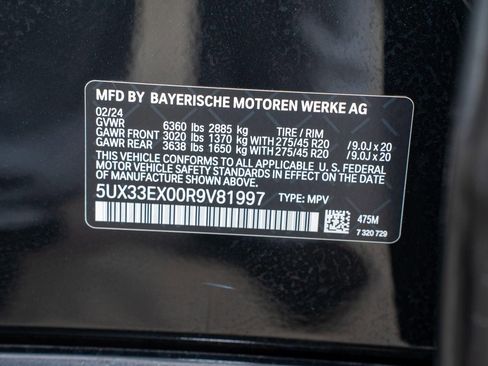 MFD BY BAYERISCHE MOTOREN WERKE AG
02/24
GVWR 6360 lbs 2885 kg TIRE / RIM
GAWR FRONT 3020 lbs 1370 kg WITH 275/45 R20 /9.0J x 20
GAWR REAR 3638 lbs 1650 kg WITH 275/45 R20 /9.0J x 20
THIS VEHICLE CONFORMS TO ALL APPLICABLE U.S. FEDERAL
MOTOR VEHICLE SAFETY STANDARDS IN EFFECT ON THE DATE
OF MANUFACTURE SHOWN ABOVE.
5UX33EX00R9V81997 TYPE: MPV
475M
7 320 729